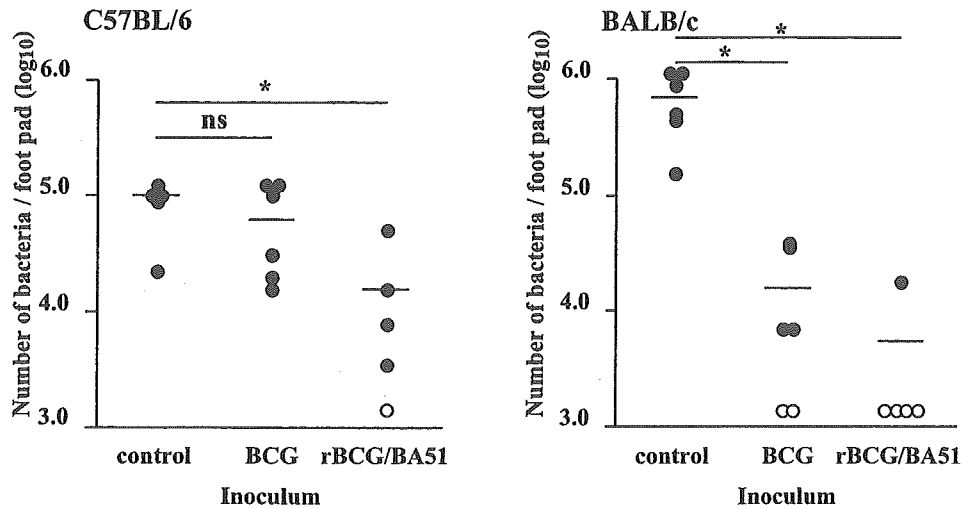 C57BL/6
Number of bacteria / foot pad (log10)
6.0
5.0
4.0
3.0
*
ns
control BCG rBCG/BA51
Inoculum
BALB/c
Number of bacteria / foot pad (log10)
6.0
5.0
4.0
3.0
*
*
control BCG rBCG/BA51
Inoculum